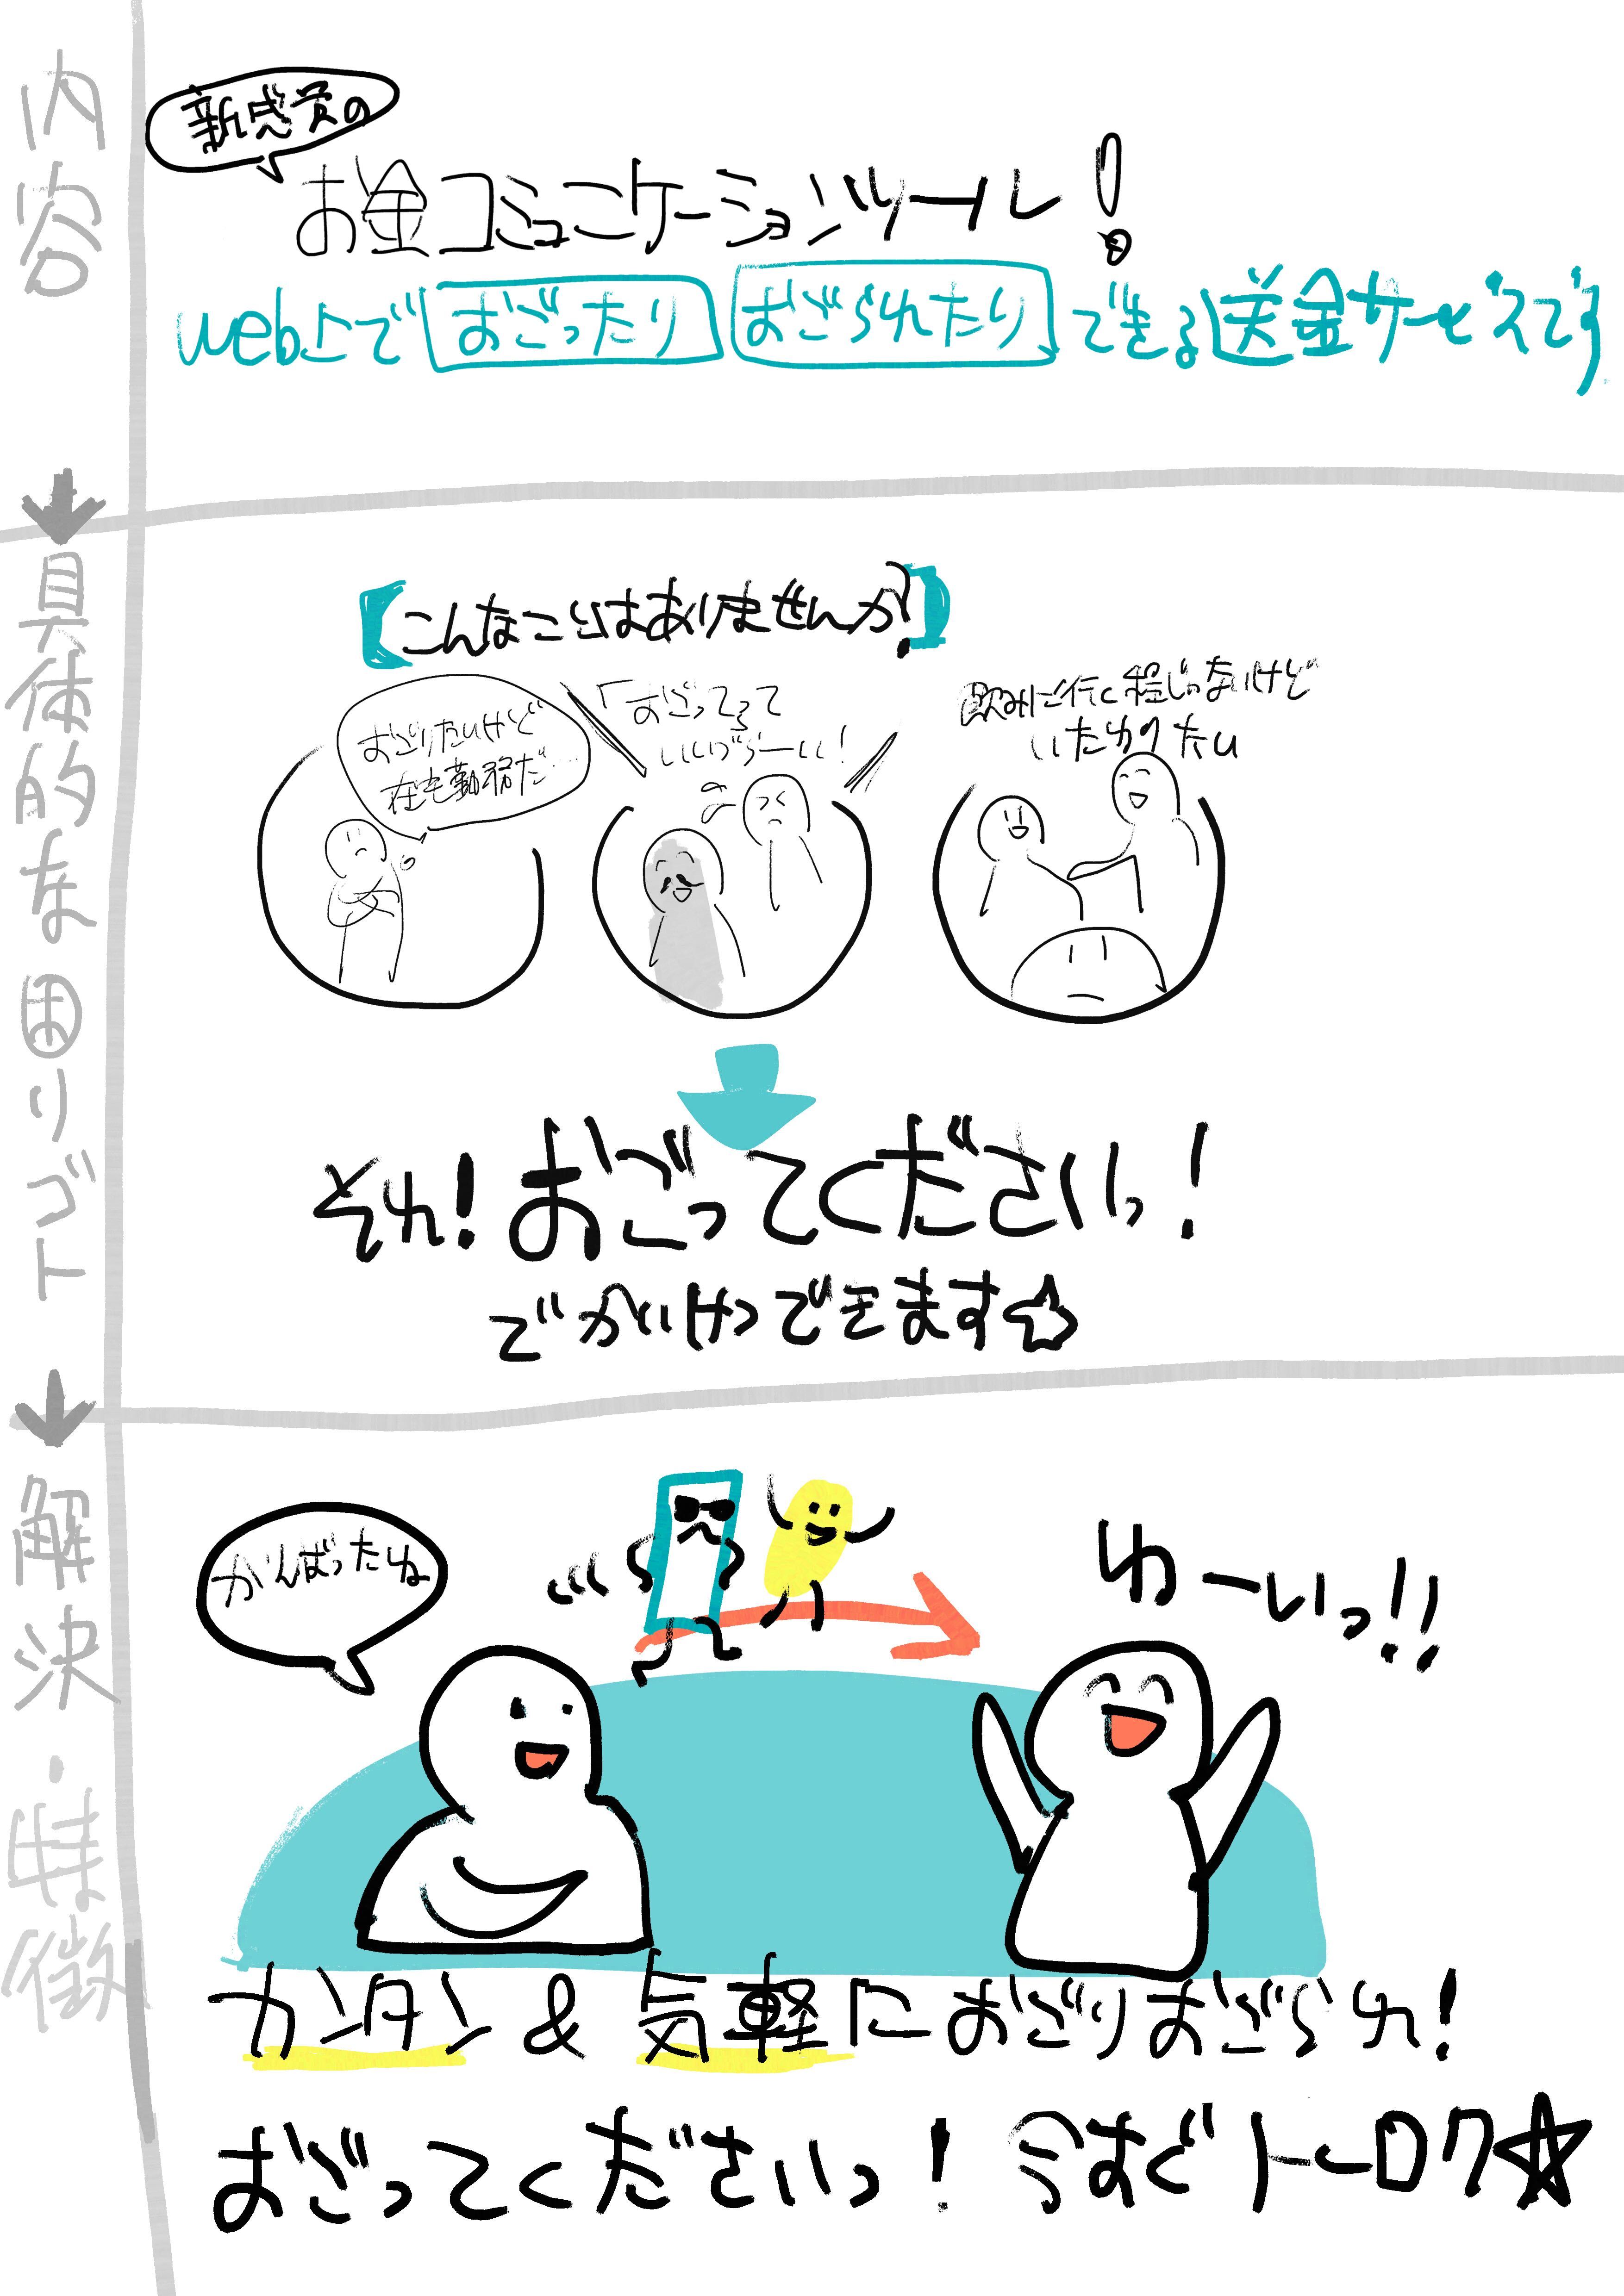 内容
新感覚の
お金コミュニケーションツール!
web上でおごったりおごられたりできる送金サービスです
具体的な困リゴト
【こんなことはありませんか?】
おごりたいけど
在宅勤務だ…
「おごってって
いいづらーい!
飲みに行く程じゃないけど
いたわりたい
それ!おごってくださいっ!
でかいけつできます☆
解決・特徴
がんばったね
わーいっ!!
カンタン&気軽におごりおごられ!
おごってくださいっ!今すぐトーロク☆